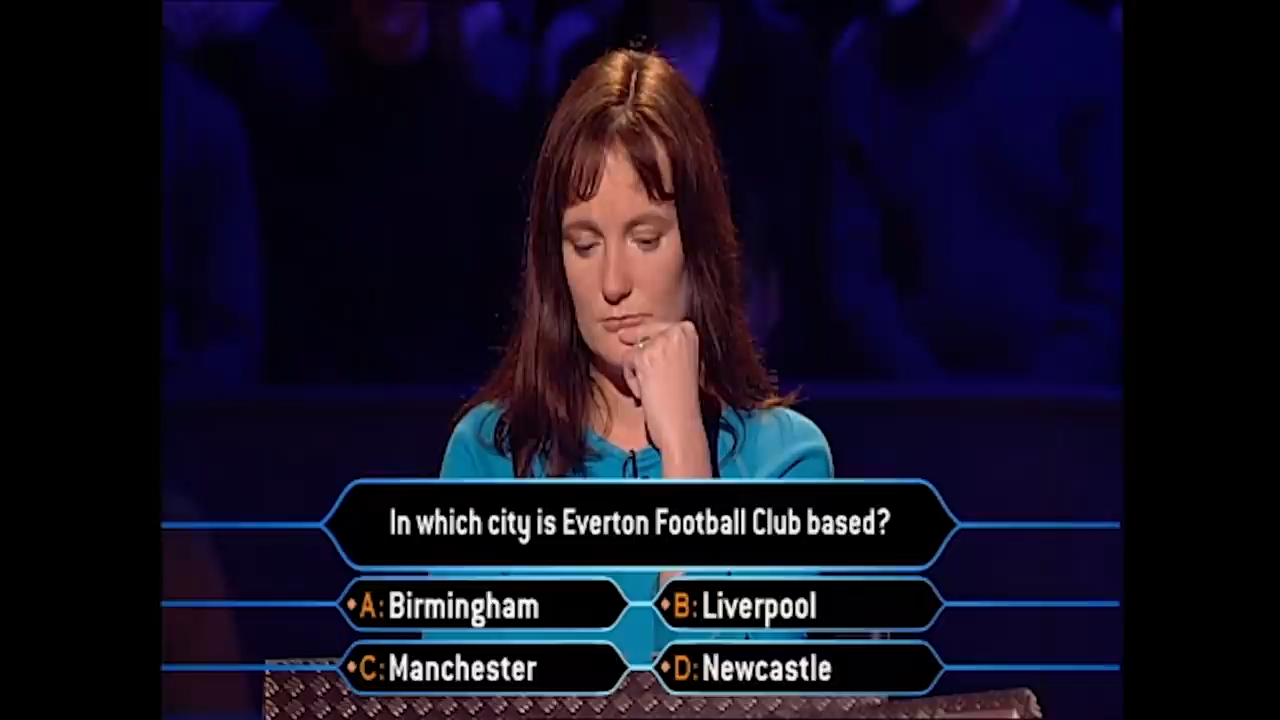 In which city is Everton Football Club based?
A: Birmingham
B: Liverpool
C: Manchester
D: Newcastle